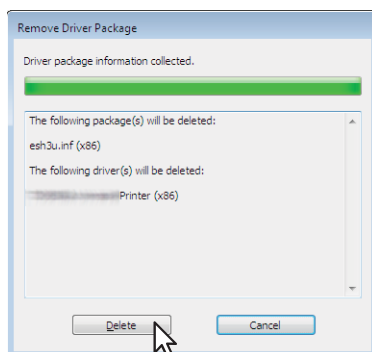 Remove Driver Package
Driver package information collected.
The following package(s) will be deleted:
esh3u.inf (x86)
The following driver(s) will be deleted:
Printer (x86)
Delete
Cancel